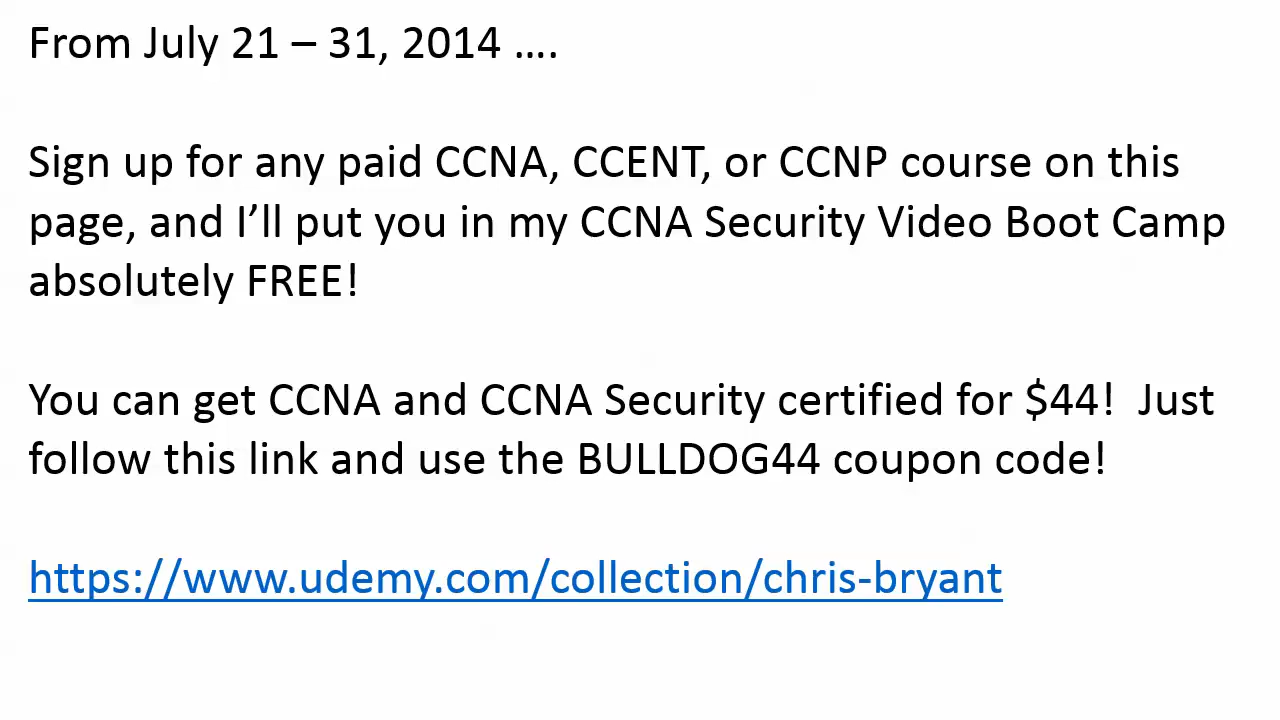 From July 21 – 31, 2014 ….
Sign up for any paid CCNA, CCENT, or CCNP course on this
page, and I’ll put you in my CCNA Security Video Boot Camp
absolutely FREE!
You can get CCNA and CCNA Security certified for $44!  Just
follow this link and use the BULLDOG44 coupon code!
https://www.udemy.com/collection/chris-bryant